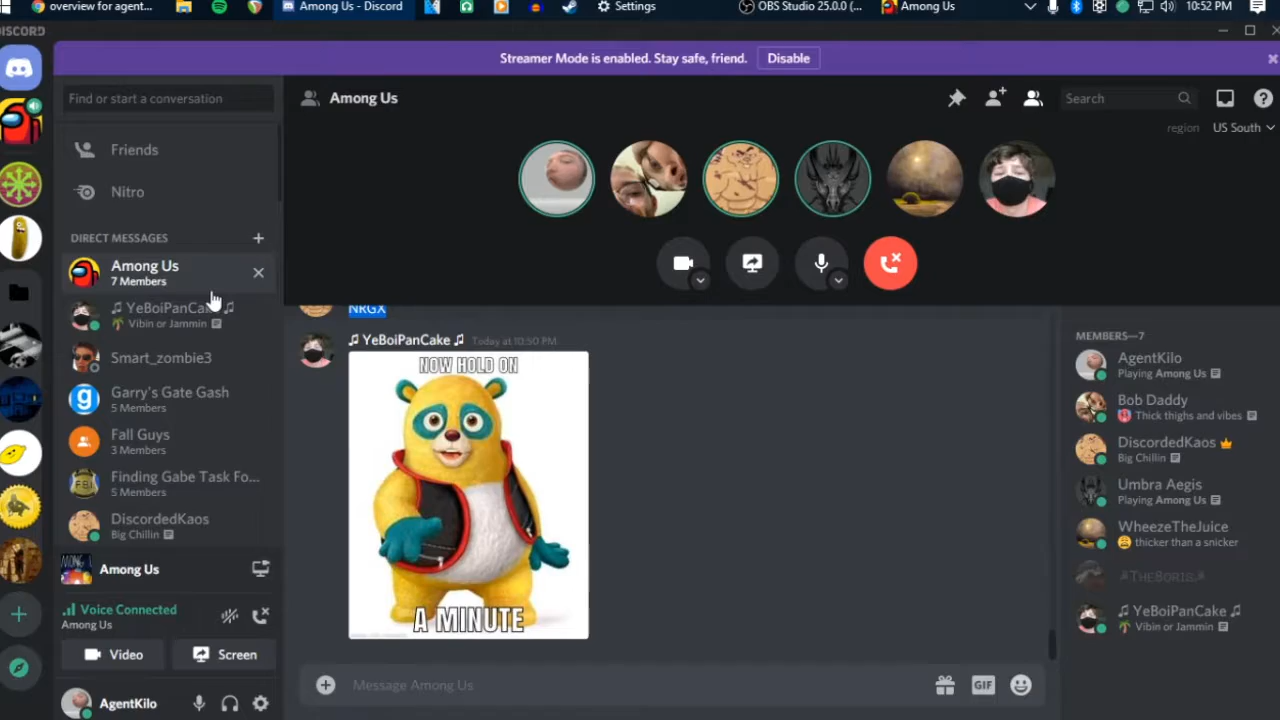 overview for agent...
Among Us - Discord
Settings
OBS Studio 25.0.0 (...
Among Us
10:52 PM
DISCORD
Streamer Mode is enabled. Stay safe, friend.
Disable
Find or start a conversation
Among Us
Search
region
US South
Friends
Nitro
DIRECT MESSAGES
Among Us
7 Members
♫ YeBoiPanCa ♫
Vibin or Jammin
Smart_zombie3
Garry's Gate Gash
5 Members
Fall Guys
3 Members
Finding Gabe Task Fo...
5 Members
DiscordedKaos
Big Chillin
Among Us
Voice Connected
Among Us
Video
Screen
AgentKilo
NRGX
♫ YeBoiPanCake ♫
Today at 10:50 PM
NOW HOLD ON
A MINUTE
Message Among Us
GIF
MEMBERS—7
AgentKilo
Playing Among Us
Bob Daddy
Thick thighs and vibes
DiscordedKaos
Big Chillin
Umbra Aegis
Playing Among Us
WheezeTheJuice
thicker than a snicker
THEBORIS
♫ YeBoiPanCake ♫
Vibin or Jammin